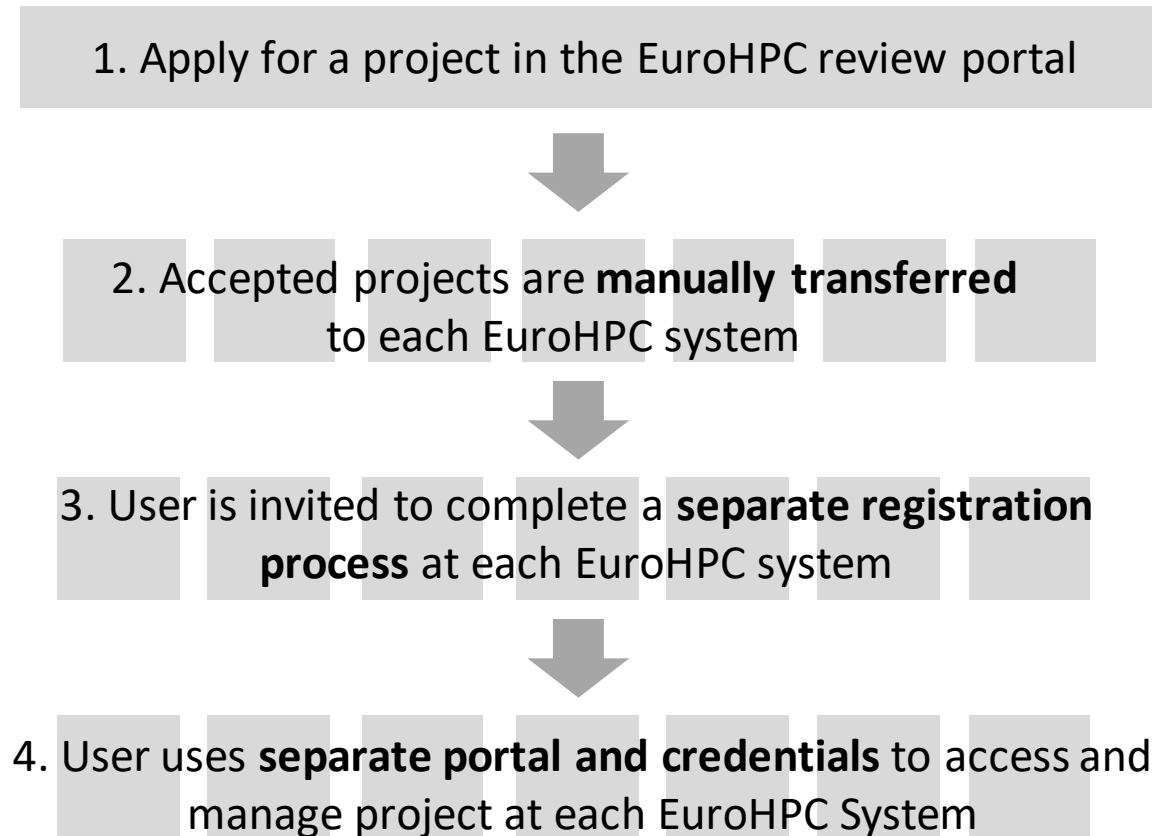 1. Apply for a project in the EuroHPC review portal
2. Accepted projects are manually transferred
to each EuroHPC system
3. User is invited to complete a separate registration
process at each EuroHPC system
4. User uses separate portal and credentials to access and
manage project at each EuroHPC System